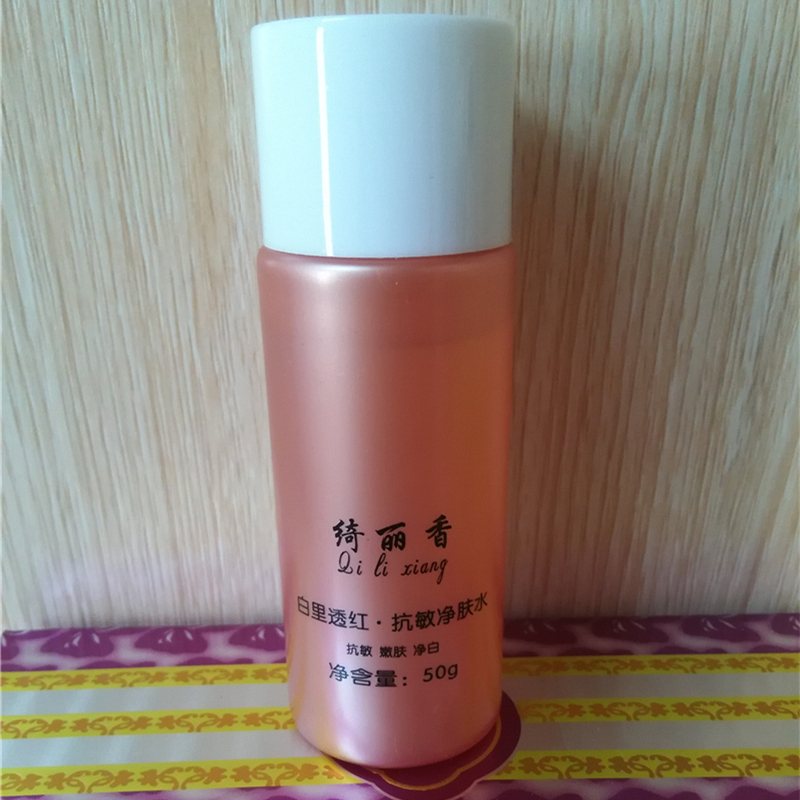 绮丽香
Qi li xiang
白里透红·抗敏净肤水
抗敏 嫩肤 净白
净含量：50g